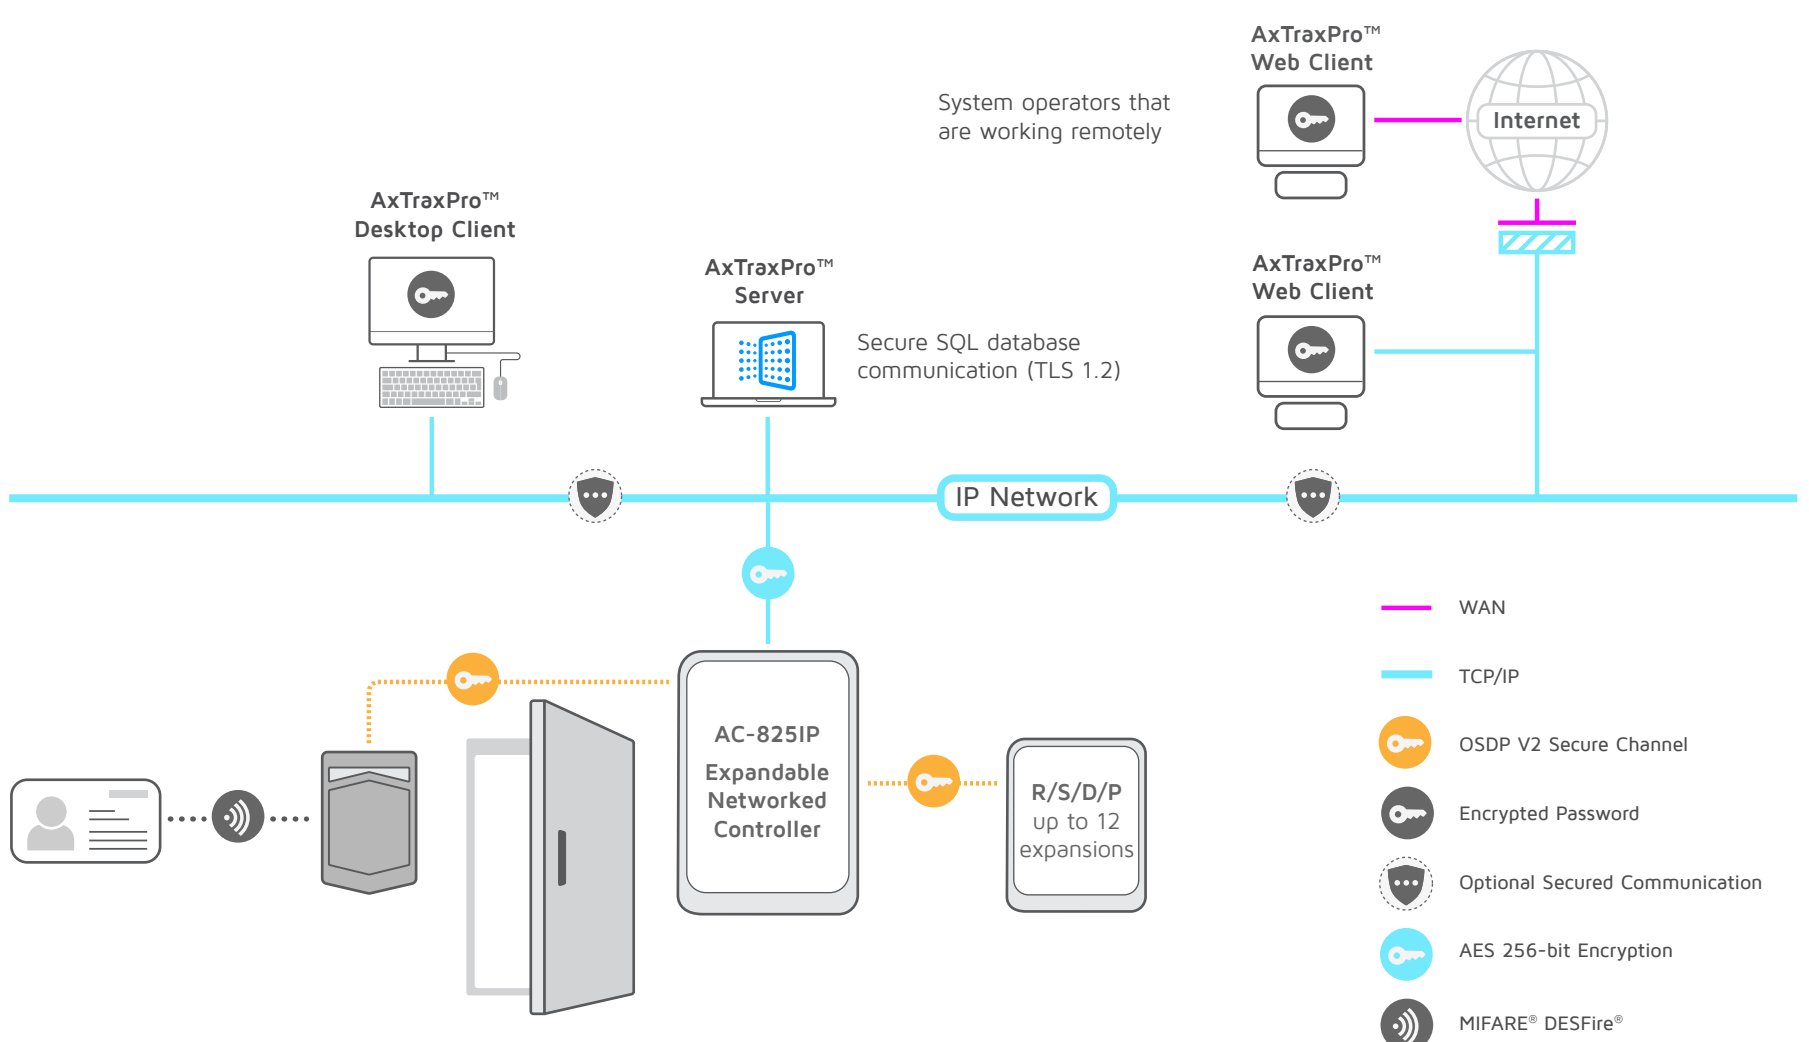 AxTraxPro™
Web Client
System operators that
are working remotely
Internet
AxTraxPro™
Desktop Client
AxTraxPro™
Server
Secure SQL database
communication (TLS 1.2)
AxTraxPro™
Web Client
IP Network
AC-825IP
Expandable
Networked
Controller
R/S/D/P
up to 12
expansions
WAN
TCP/IP
OSDP V2 Secure Channel
Encrypted Password
Optional Secured Communication
AES 256-bit Encryption
MIFARE® DESFire®